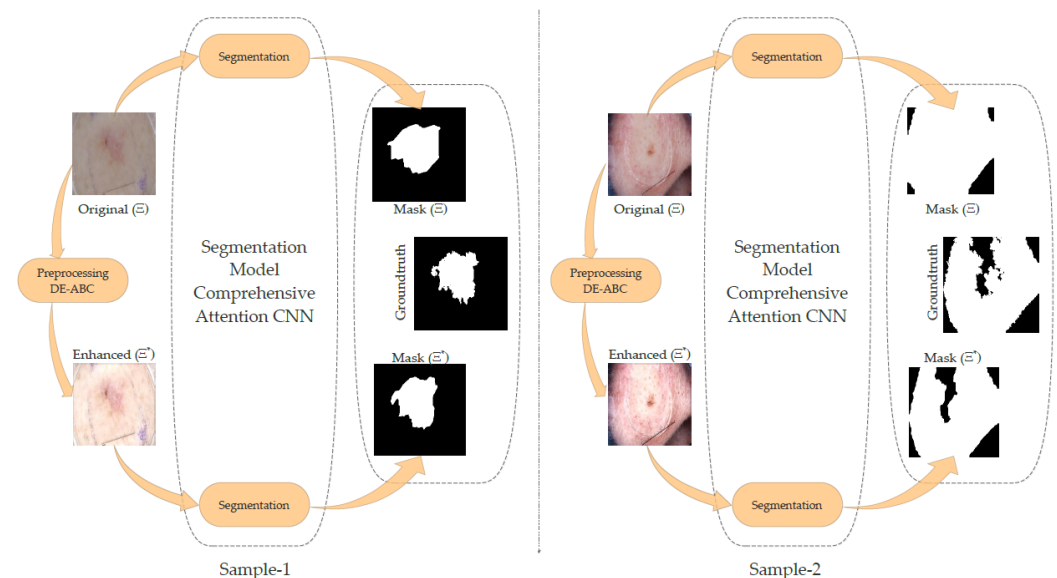 Segmentation
Original (Ξ)
Mask (Ξ)
Preprocessing
DE-ABC
Segmentation
Model
Comprehensive
Attention CNN
Groundtruth
Enhanced (Ξ*)
Mask (Ξ*)
Segmentation
Sample-1
Segmentation
Original (Ξ)
Mask (Ξ)
Preprocessing
DE-ABC
Segmentation
Model
Comprehensive
Attention CNN
Groundtruth
Enhanced (Ξ*)
Mask (Ξ*)
Segmentation
Sample-2